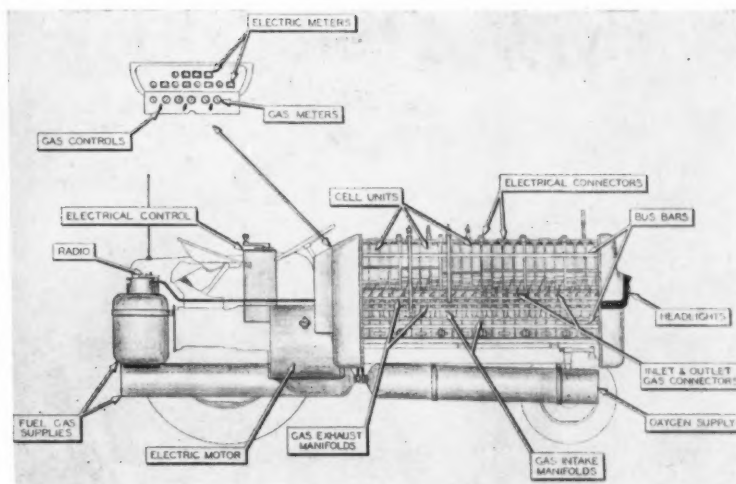 ELECTRIC METERS
GAS CONTROLS
GAS METERS
CELL UNITS
ELECTRICAL CONNECTORS
ELECTRICAL CONTROL
BUS BARS
RADIO
HEADLIGHTS
INLET & OUTLET
GAS CONNECTORS
FUEL GAS
SUPPLIES
ELECTRIC MOTOR
GAS EXHAUST
MANIFOLDS
GAS INTAKE
MANIFOLDS
OXYGEN SUPPLY